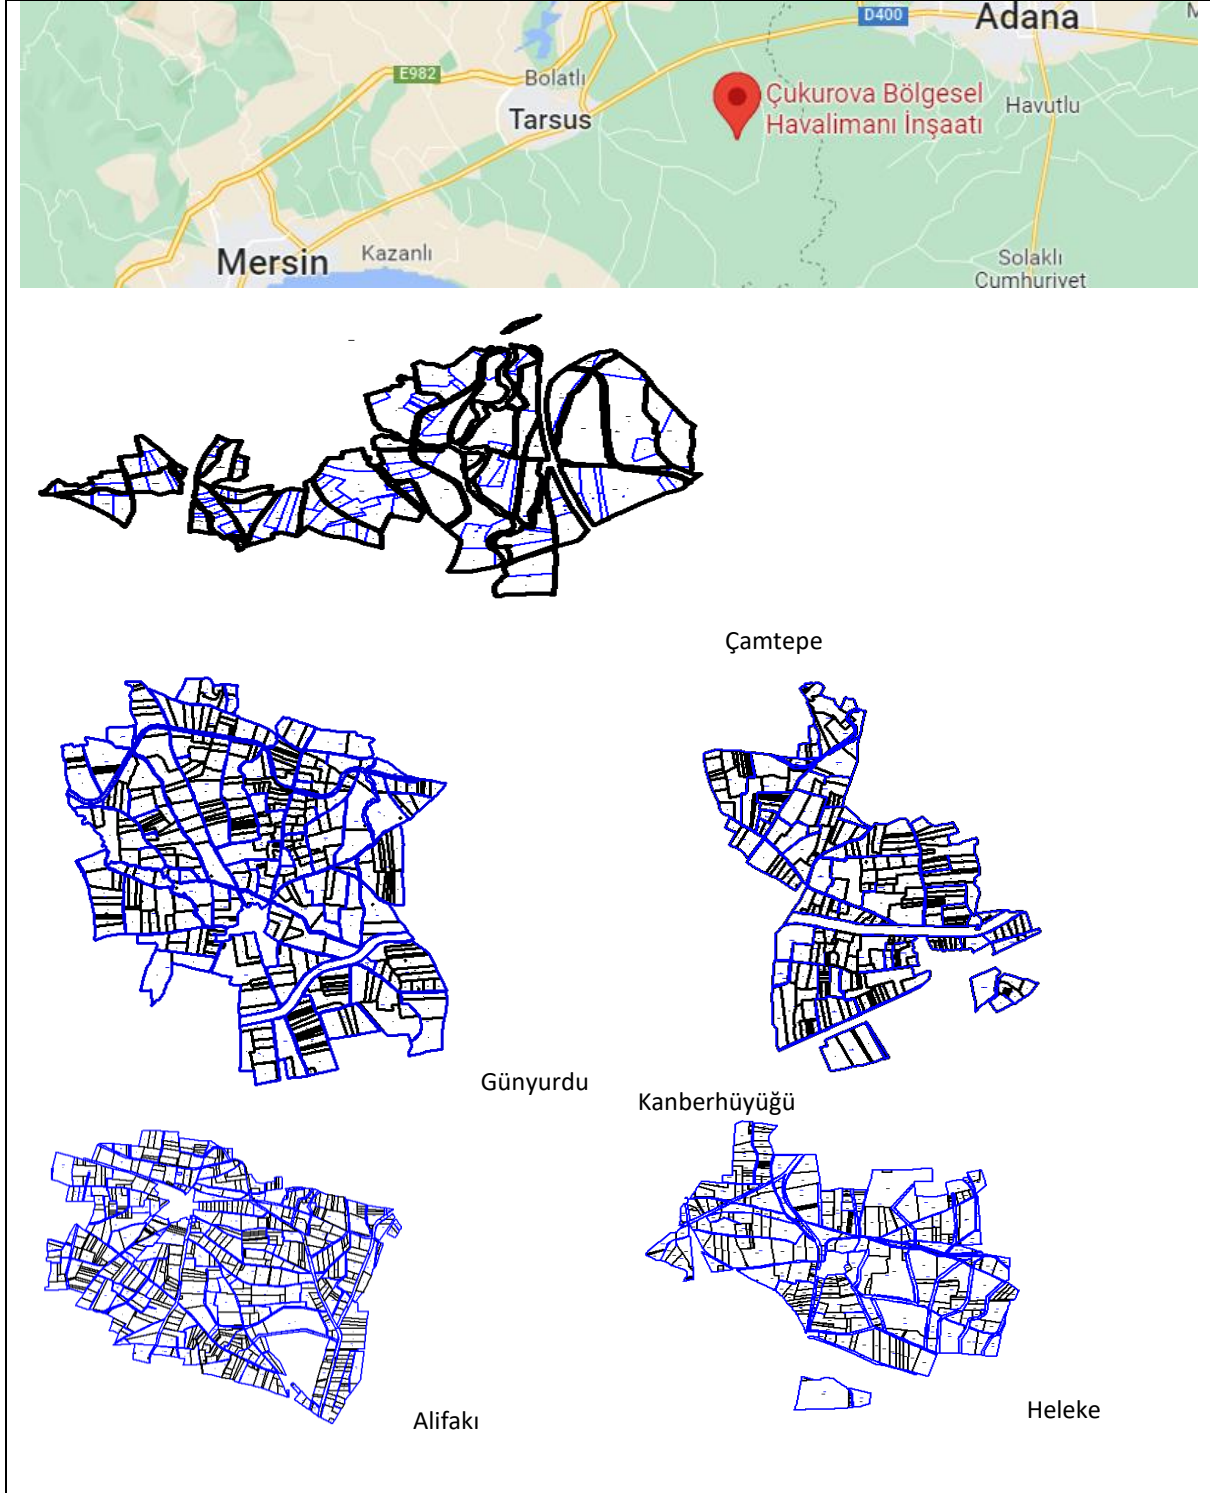 D400
Adana
E982
Bolatlı
Tarsus
Çukurova Bölgesel
Havalimanı İnşaatı
Havutlu
Mersin
Kazanlı
Solaklı
Cumhuriyet
Çamtepe
Günyurdu
Kanberhüyüğü
Alifakı
Heleke